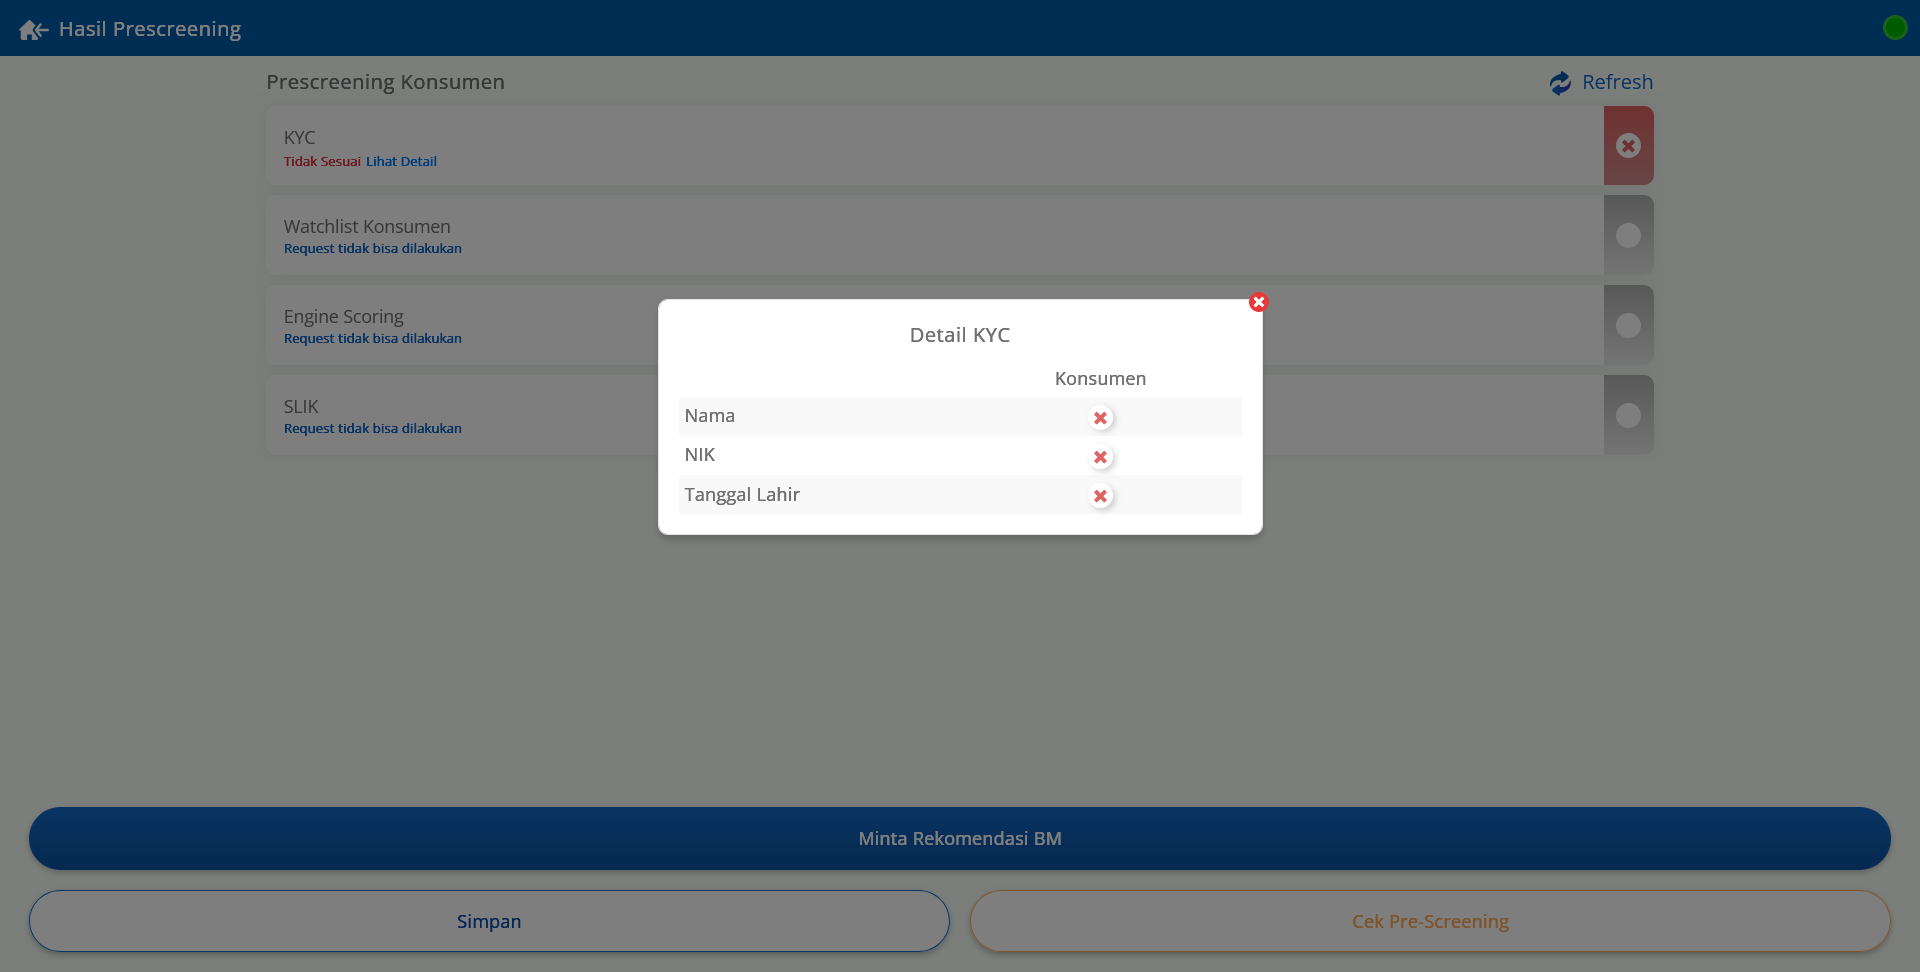 Hasil Prescreening
Prescreening Konsumen
Refresh
KYC
Tidak Sesuai Lihat Detail
Watchlist Konsumen
Request tidak bisa dilakukan
Engine Scoring
Request tidak bisa dilakukan
SLIK
Request tidak bisa dilakukan
Detail KYC
Konsumen
Nama
NIK
Tanggal Lahir
Minta Rekomendasi BM
Simpan
Cek Pre-Screening